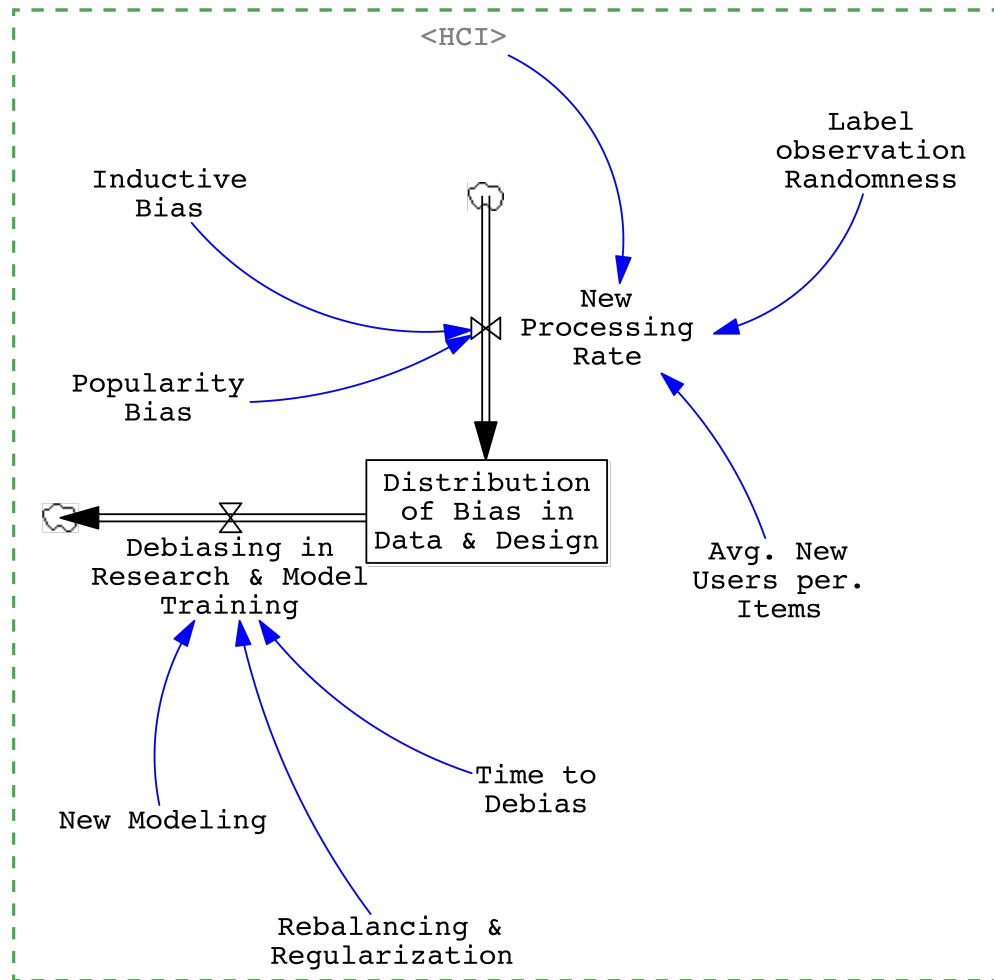 <HCI>
Label
observation
Randomness
Inductive
Bias
New
Processing
Rate
Popularity
Bias
Distribution
of Bias in
Data & Design
Debiasing in
Research & Model
Training
Avg. New
Users per.
Items
Time to
Debias
New Modeling
Rebalancing &
Regularization